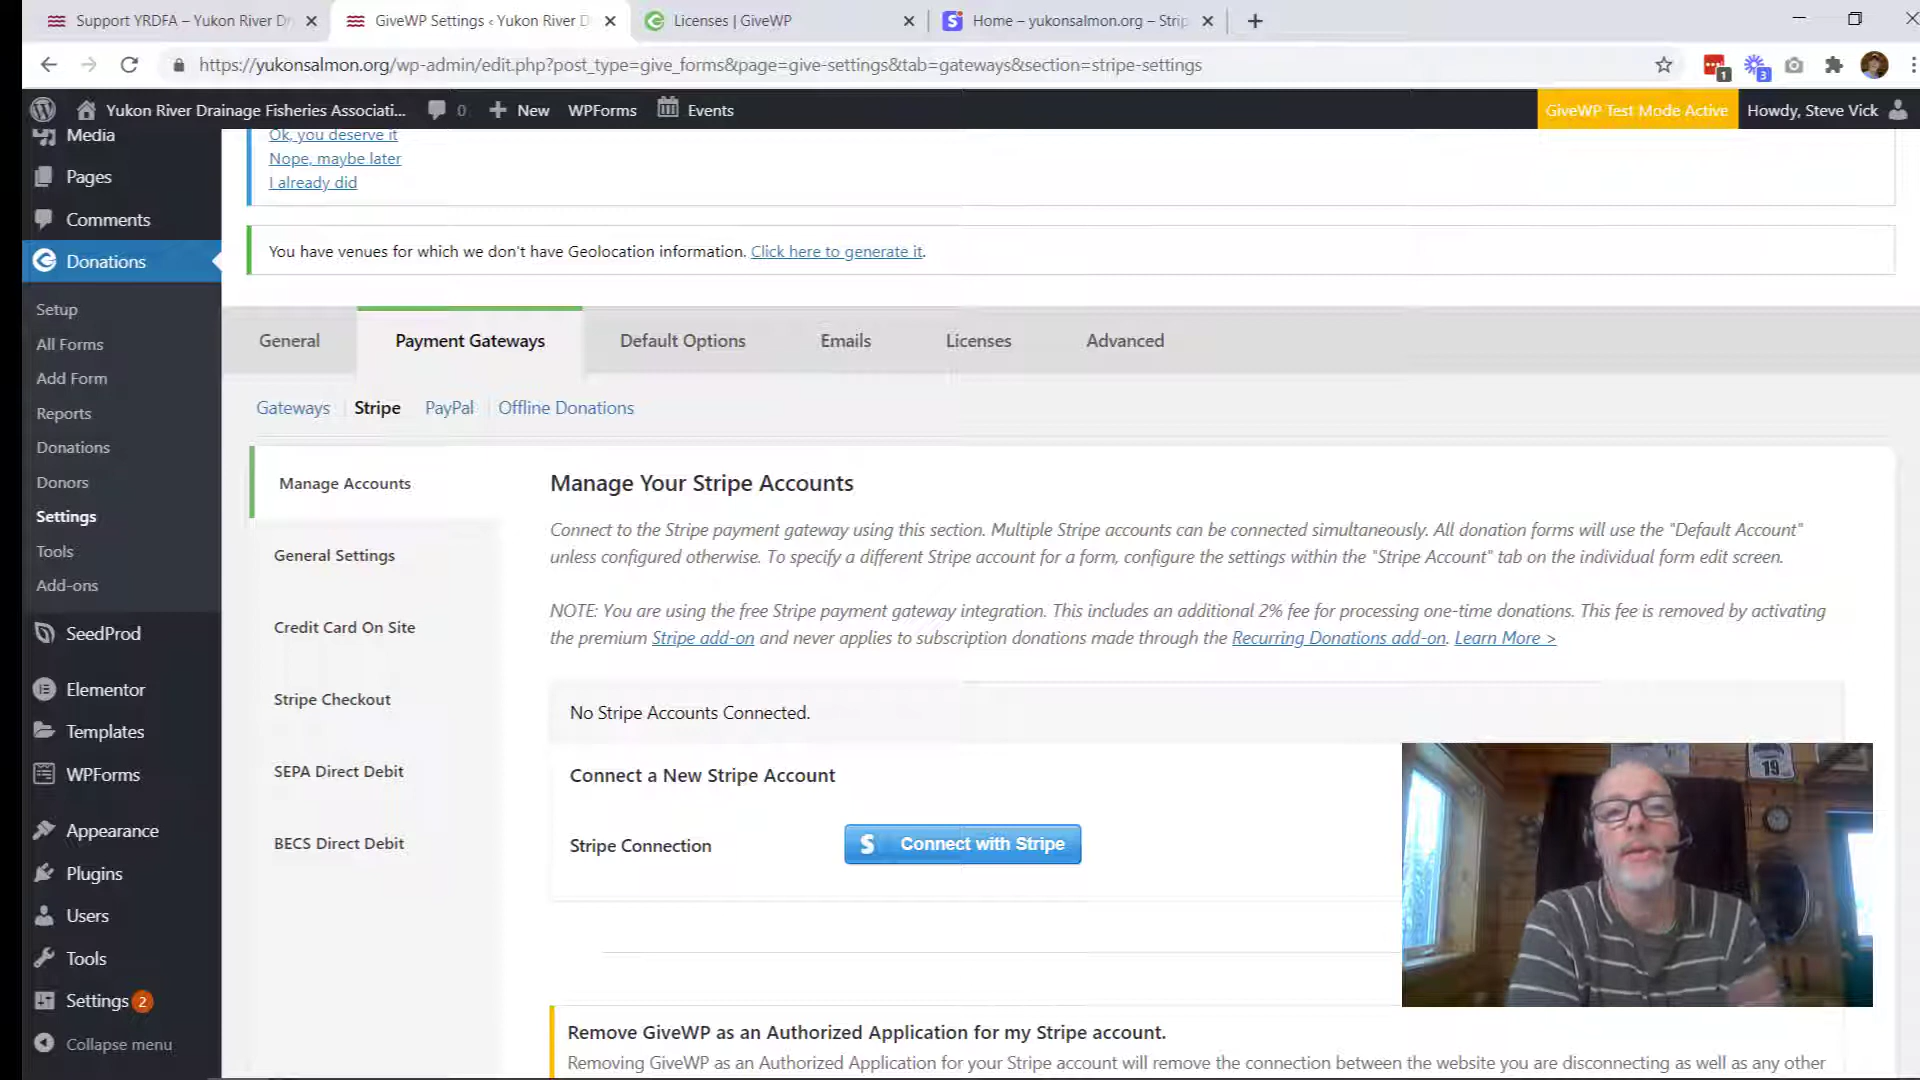 Support YRDFA – Yukon River Dr
GiveWP Settings ‹ Yukon River D
Licenses | GiveWP
Home – yukonsalmon.org – Strip
https://yukonsalmon.org/wp-admin/edit.php?post_type=give_forms&page=give-settings&tab=gateways&section=stripe-settings
1
3
Yukon River Drainage Fisheries Associati...
0
New
WPForms
Events
GiveWP Test Mode Active
Howdy, Steve Vick
Media
Pages
Comments
Donations
Setup
All Forms
Add Form
Reports
Donations
Donors
Settings
Tools
Add-ons
SeedProd
Elementor
Templates
WPForms
Appearance
Plugins
Users
Tools
Settings 2
Collapse menu
Ok, you deserve it
Nope, maybe later
I already did
You have venues for which we don't have Geolocation information. Click here to generate it.
General
Payment Gateways
Default Options
Emails
Licenses
Advanced
Gateways
Stripe
PayPal
Offline Donations
Manage Accounts
General Settings
Credit Card On Site
Stripe Checkout
SEPA Direct Debit
BECS Direct Debit
Manage Your Stripe Accounts
Connect to the Stripe payment gateway using this section. Multiple Stripe accounts can be connected simultaneously. All donation forms will use the "Default Account"
unless configured otherwise. To specify a different Stripe account for a form, configure the settings within the "Stripe Account" tab on the individual form edit screen.
NOTE: You are using the free Stripe payment gateway integration. This includes an additional 2% fee for processing one-time donations. This fee is removed by activating
the premium Stripe add-on and never applies to subscription donations made through the Recurring Donations add-on. Learn More >
No Stripe Accounts Connected.
Connect a New Stripe Account
Stripe Connection
S Connect with Stripe
19
Remove GiveWP as an Authorized Application for my Stripe account.
Removing GiveWP as an Authorized Application for your Stripe account will remove the connection between the website you are disconnecting as well as any other